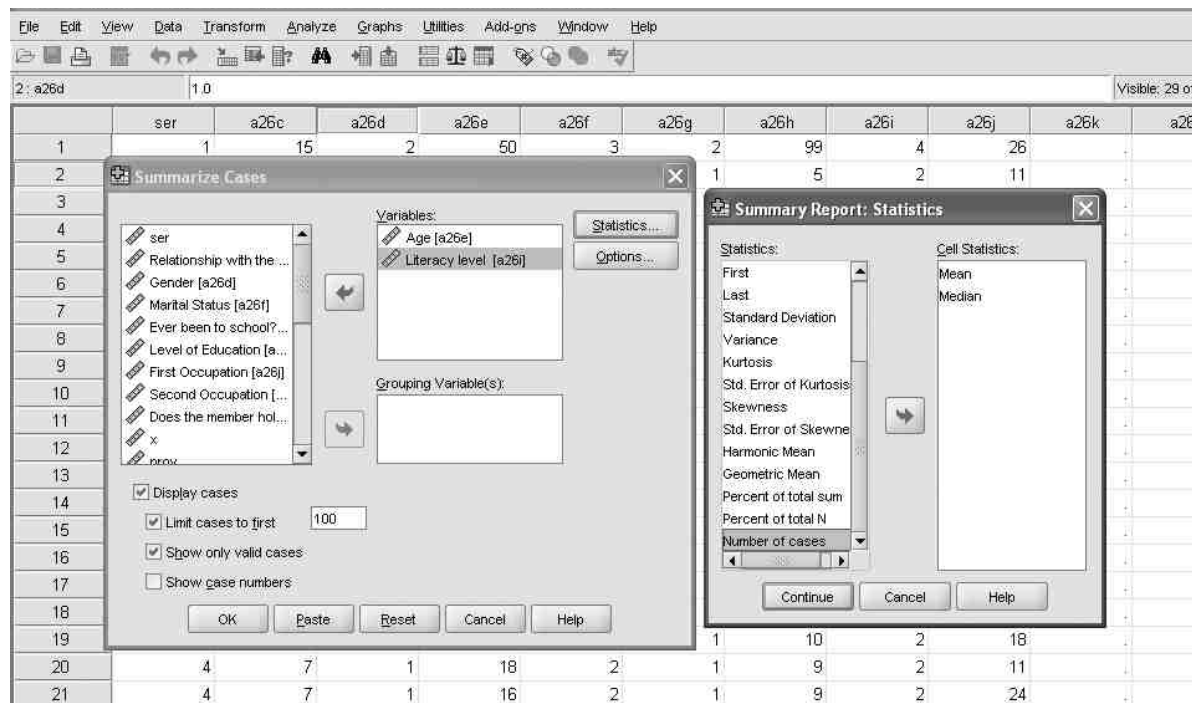 File Edit View Data Transform Analyze Graphs Utilities Add-ons Window Help
2 : a26d 1.0 Visible: 29 of
ser a26c a26d a26e a26f a26g a26h a26i a26j a26k a26
1 1 15 2 50 3 2 99 4 26 .
2 1 5 2 11 .
3
4
5
6
7
8
9
10
11
12
13
14
15
16
17
18
19 1 10 2 18 .
20 4 7 1 18 2 1 9 2 11 .
21 4 7 1 16 2 1 9 2 24 .
Summarize Cases
ser
Relationship with the ...
Gender [a26d]
Marital Status [a26f]
Ever been to school?...
Level of Education [a...
First Occupation [a26j]
Second Occupation [...
Does the member hol...
x
prov
Variables:
Age [a26e]
Literacy level [a26i]
Statistics...
Options...
Grouping Variable(s):
Display cases
Limit cases to first 100
Show only valid cases
Show case numbers
OK Paste Reset Cancel Help
Summary Report: Statistics
Statistics:
First
Last
Standard Deviation
Variance
Kurtosis
Std. Error of Kurtosis
Skewness
Std. Error of Skewne
Harmonic Mean
Geometric Mean
Percent of total sum
Percent of total N
Number of cases
Cell Statistics:
Mean
Median
Continue Cancel Help